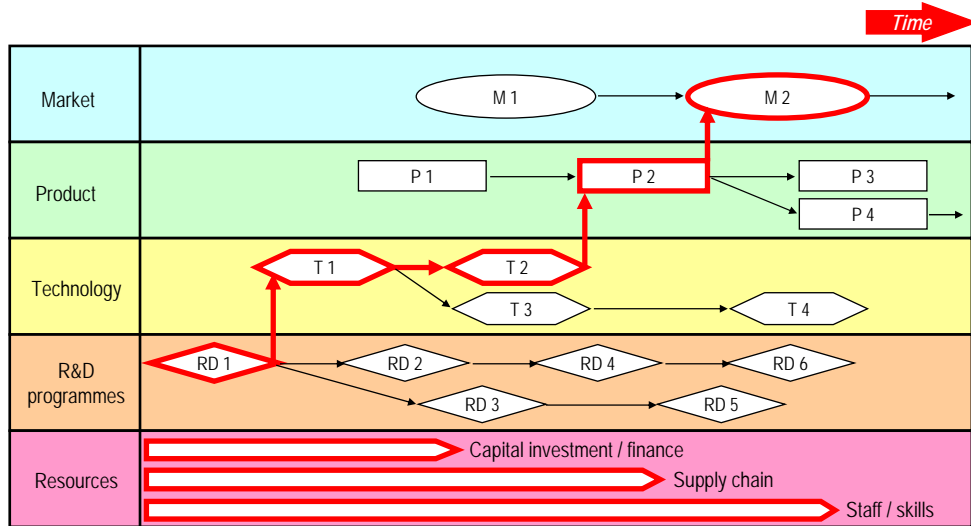 Time
Market
M 1
M 2
Product
P 1
P 2
P 3
P 4
Technology
T 1
T 2
T 3
T 4
R&D
programmes
RD 1
RD 2
RD 4
RD 6
RD 3
RD 5
Resources
Capital investment / finance
Supply chain
Staff / skills